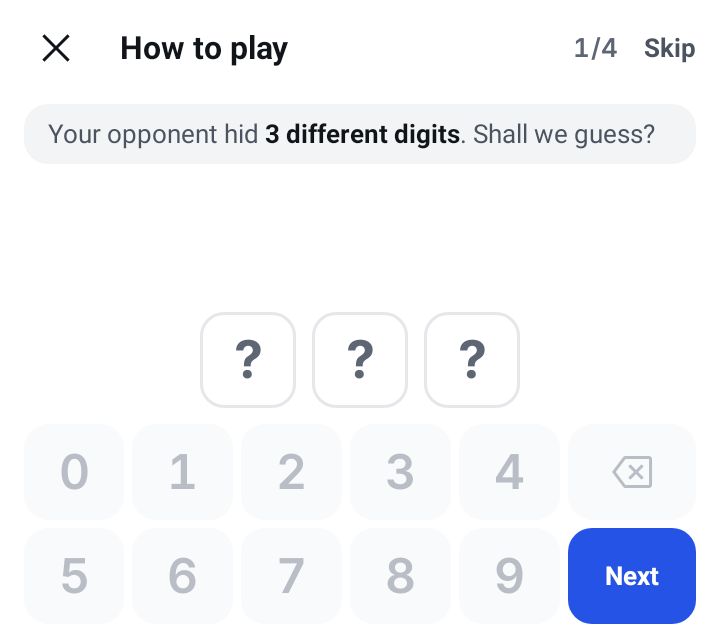 How to play 1/4 Skip
Your opponent hid 3 different digits. Shall we guess?
? ? ?
0 1 2 3 4
5 6 7 8 9 Next